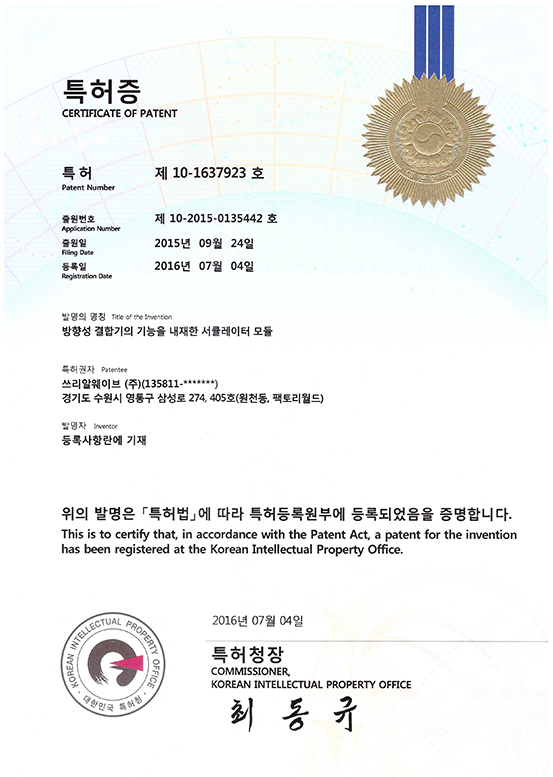 특허증
CERTIFICATE OF PATENT
특허 제 10-1637923 호
Patent Number
출원번호 제 10-2015-0135442 호
Application Number
출원일 2015년 09월 24일
Filing Date
등록일 2016년 07월 04일
Registration Date
발명의 명칭 Title of the Invention
방향성 결합기의 기능을 내재한 서큘레이터 모듈
특허권자 Patentee
쓰리알웨이브 (주)(135811-*******)
경기도 수원시 영통구 삼성로 274, 405호(원천동, 팩토리월드)
발명자 Inventor
등록사항란에 기재
위의 발명은 「특허법」에 따라 특허등록원부에 등록되었음을 증명합니다.
This is to certify that, in accordance with the Patent Act, a patent for the invention
has been registered at the Korean Intellectual Property Office.
2016년 07월 04일
특허청장
COMMISSIONER,
KOREAN INTELLECTUAL PROPERTY OFFICE
최동규
KOREAN INTELLECTUAL PROPERTY OFFICE
· 대한민국 특허청 ·
대한민국